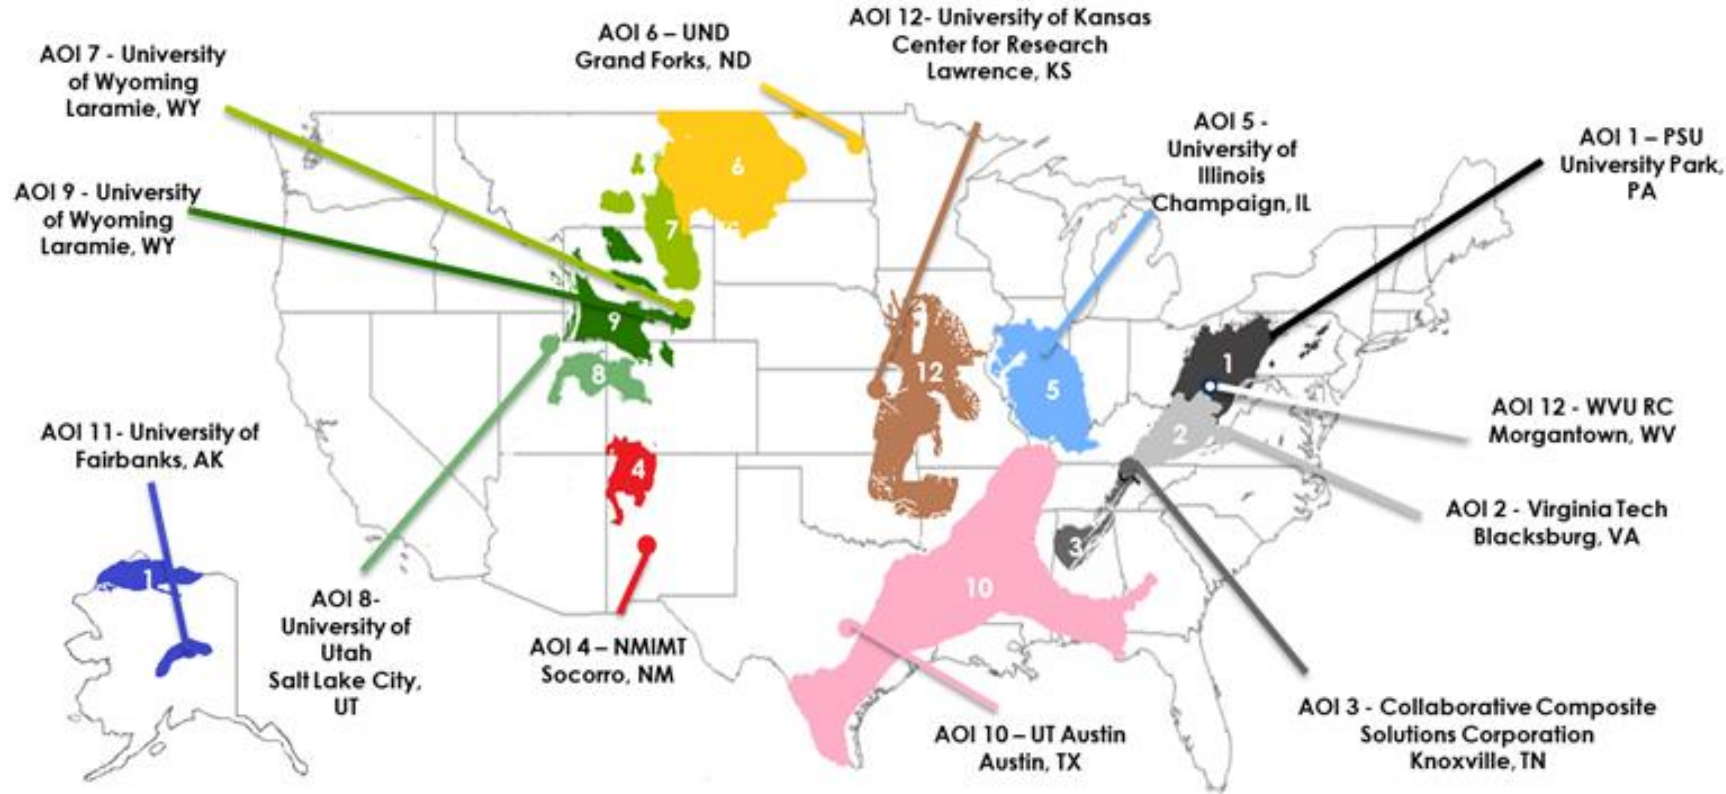 AOI 7 - University
of Wyoming
Laramie, WY
AOI 6 – UND
Grand Forks, ND
AOI 12- University of Kansas
Center for Research
Lawrence, KS
AOI 5 -
University of
Illinois
Champaign, IL
AOI 1 – PSU
University Park,
PA
AOI 9 - University
of Wyoming
Laramie, WY
6
7
9
8
12
5
1
2
4
3
10
1
AOI 12 - WVU RC
Morgantown, WV
AOI 11- University of
Fairbanks, AK
AOI 2 - Virginia Tech
Blacksburg, VA
AOI 8-
University of
Utah
Salt Lake City,
UT
AOI 4 – NMIMT
Socorro, NM
AOI 10 – UT Austin
Austin, TX
AOI 3 - Collaborative Composite
Solutions Corporation
Knoxville, TN